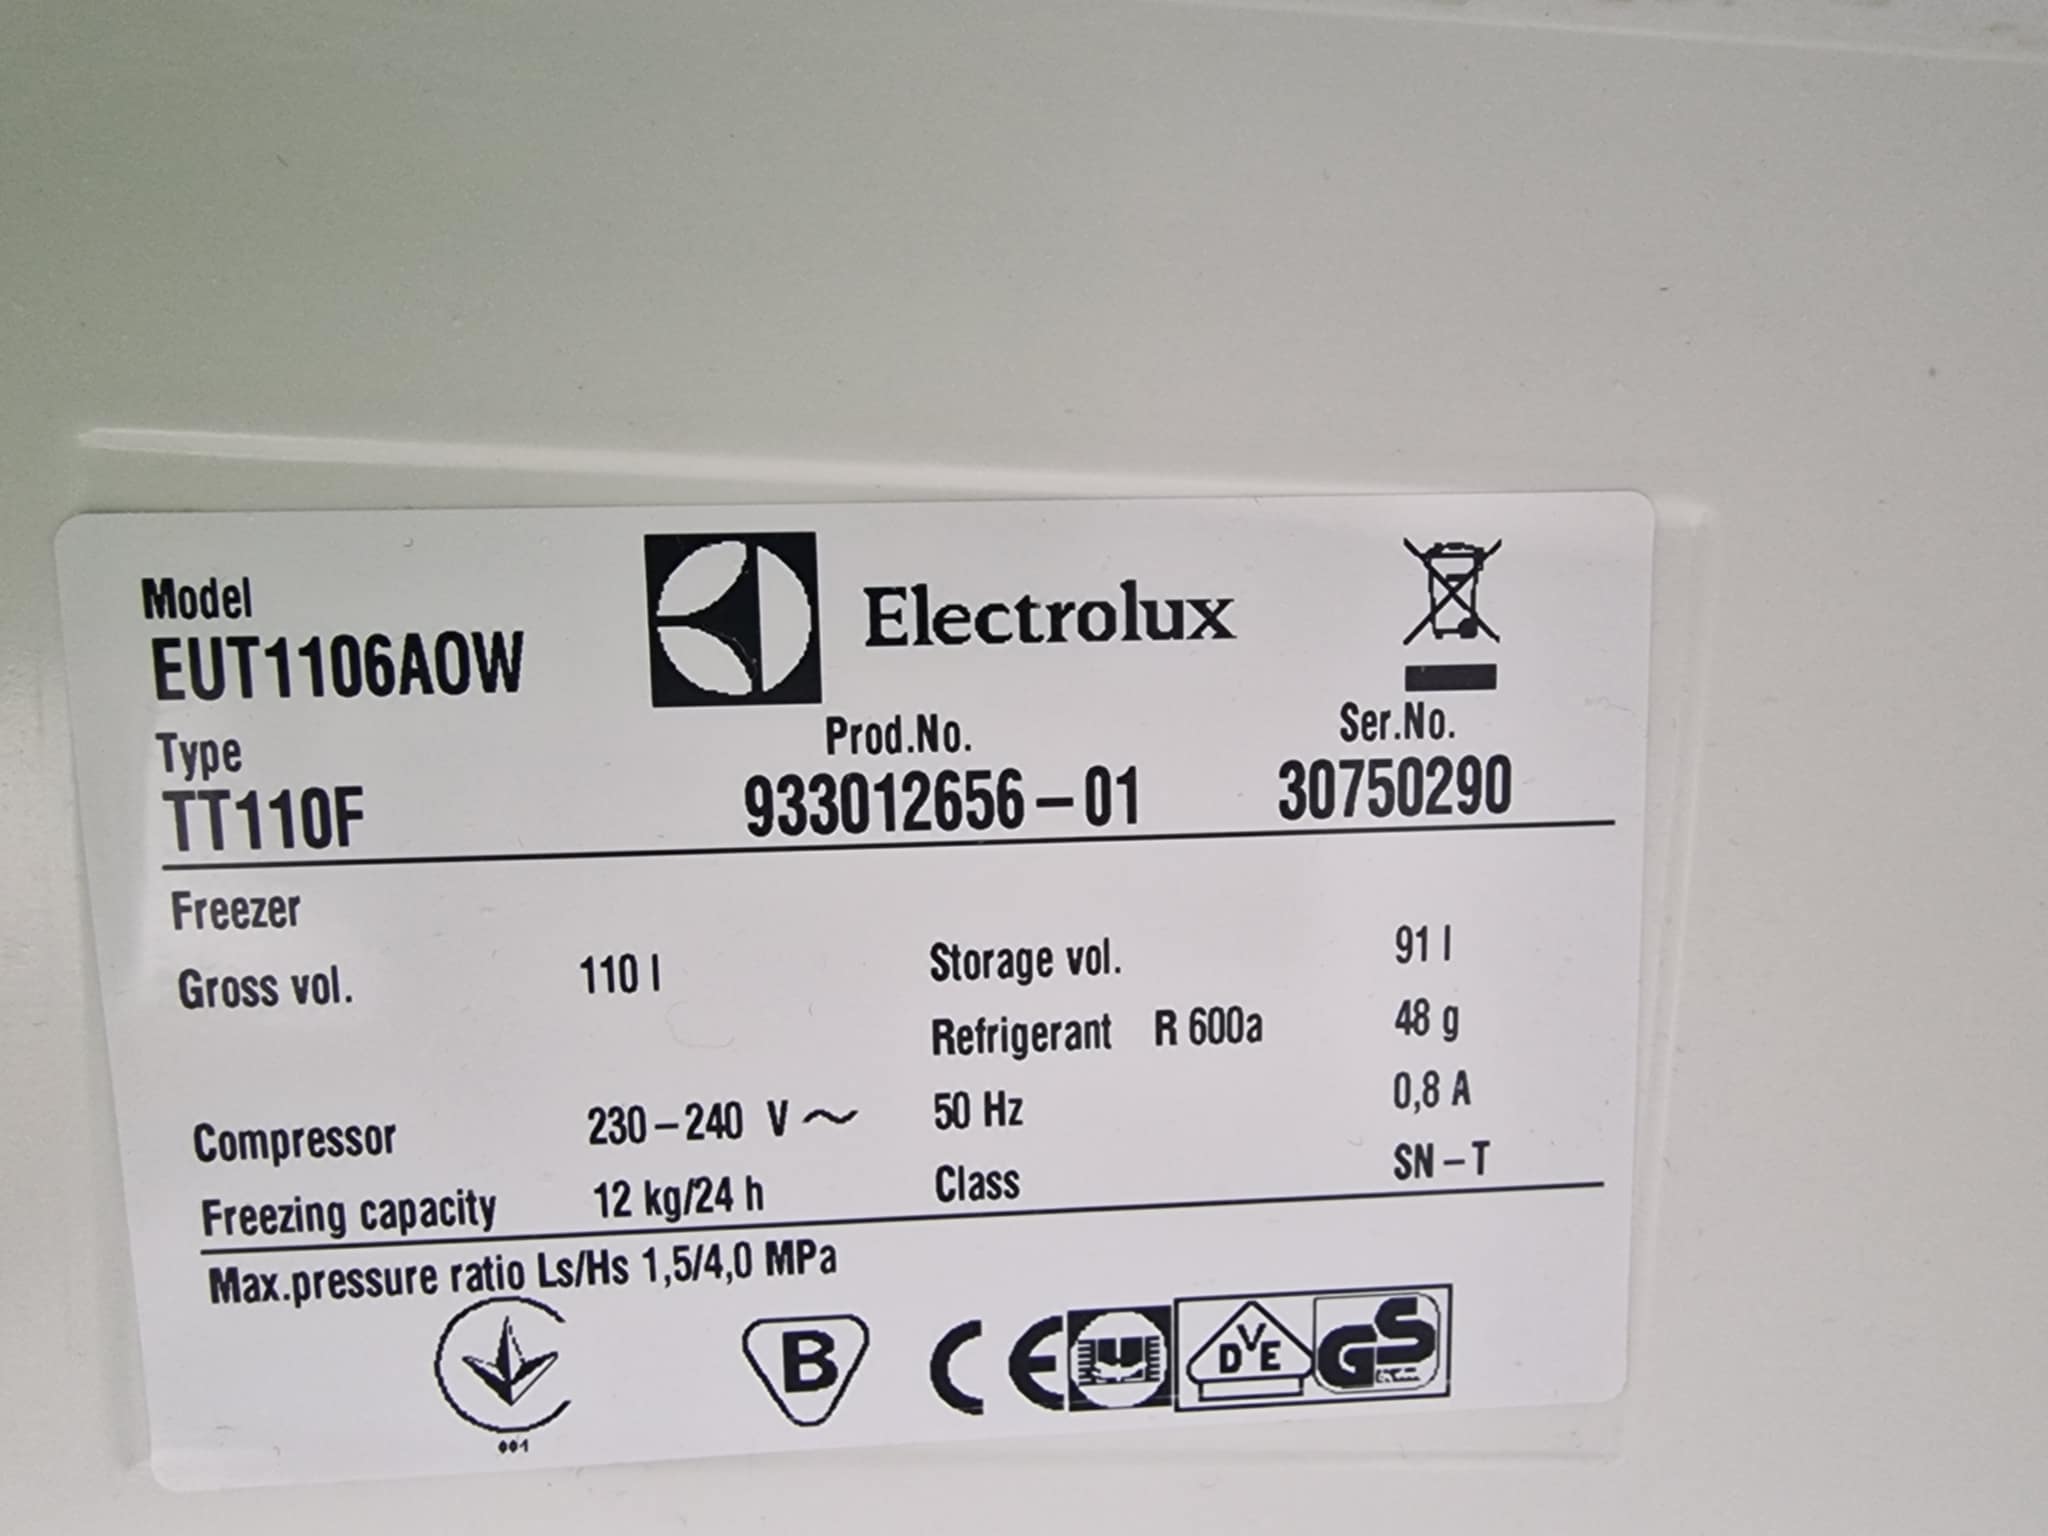 Model
EUT1106AOW
Electrolux
Type
TT110F
Prod.No.
933012656-01
Ser.No.
30750290
Freezer
Gross vol. 110 l Storage vol. 91 l
Refrigerant R 600a 48 g
Compressor 230-240 V ~ 50 Hz 0,8 A
Freezing capacity 12 kg/24 h Class SN-T
Max.pressure ratio Ls/Hs 1,5/4,0 MPa
001
B CE DVE GS